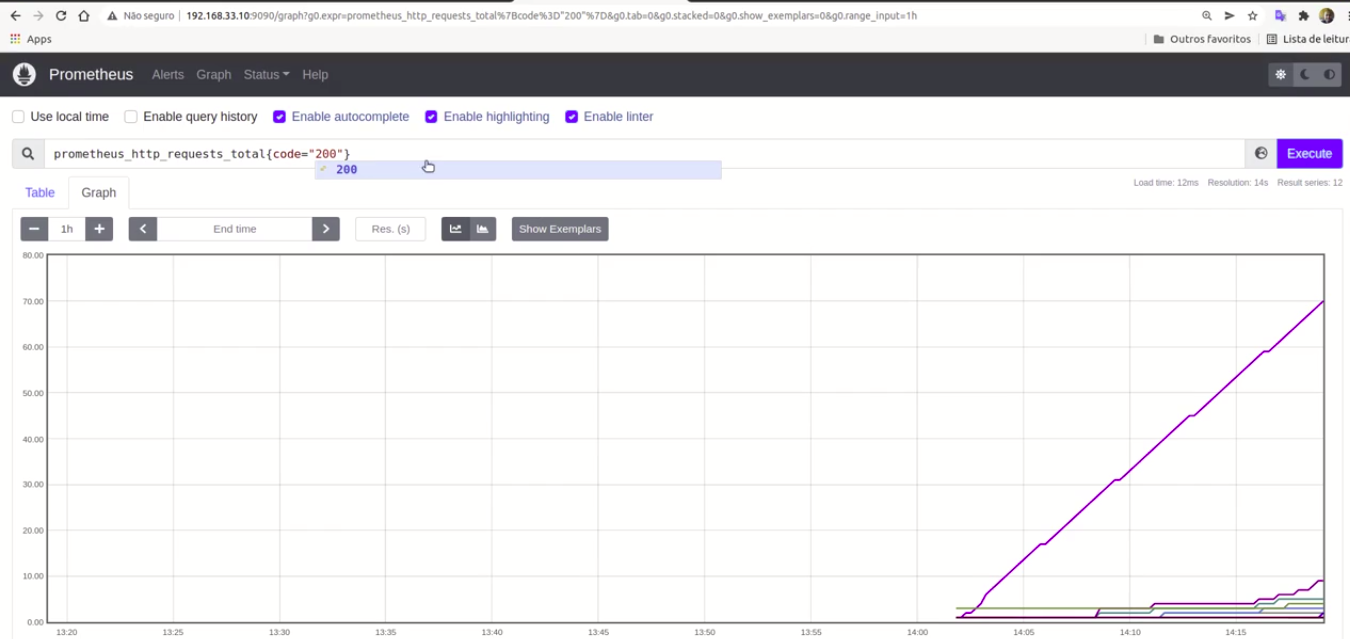 Não seguro 192.168.33.10:9090/graph?g0.expr=prometheus_http_requests_total%7Bcode%3D"200"%7D&g0.tab=0&g0.stacked=0&g0.show_exemplars=0&g0.range_input=1h
Apps Outros favoritos Lista de leitur
Prometheus Alerts Graph Status Help
Use local time Enable query history Enable autocomplete Enable highlighting Enable linter
prometheus_http_requests_total{code="200"} Execute
200
Load time: 12ms Resolution: 14s Result series: 12
Table Graph
1h End time Res. (s) Show Exemplars
80.00
70.00
60.00
50.00
40.00
30.00
20.00
10.00
0.00
13:20 13:25 13:30 13:35 13:40 13:45 13:50 13:55 14:00 14:05 14:10 14:15